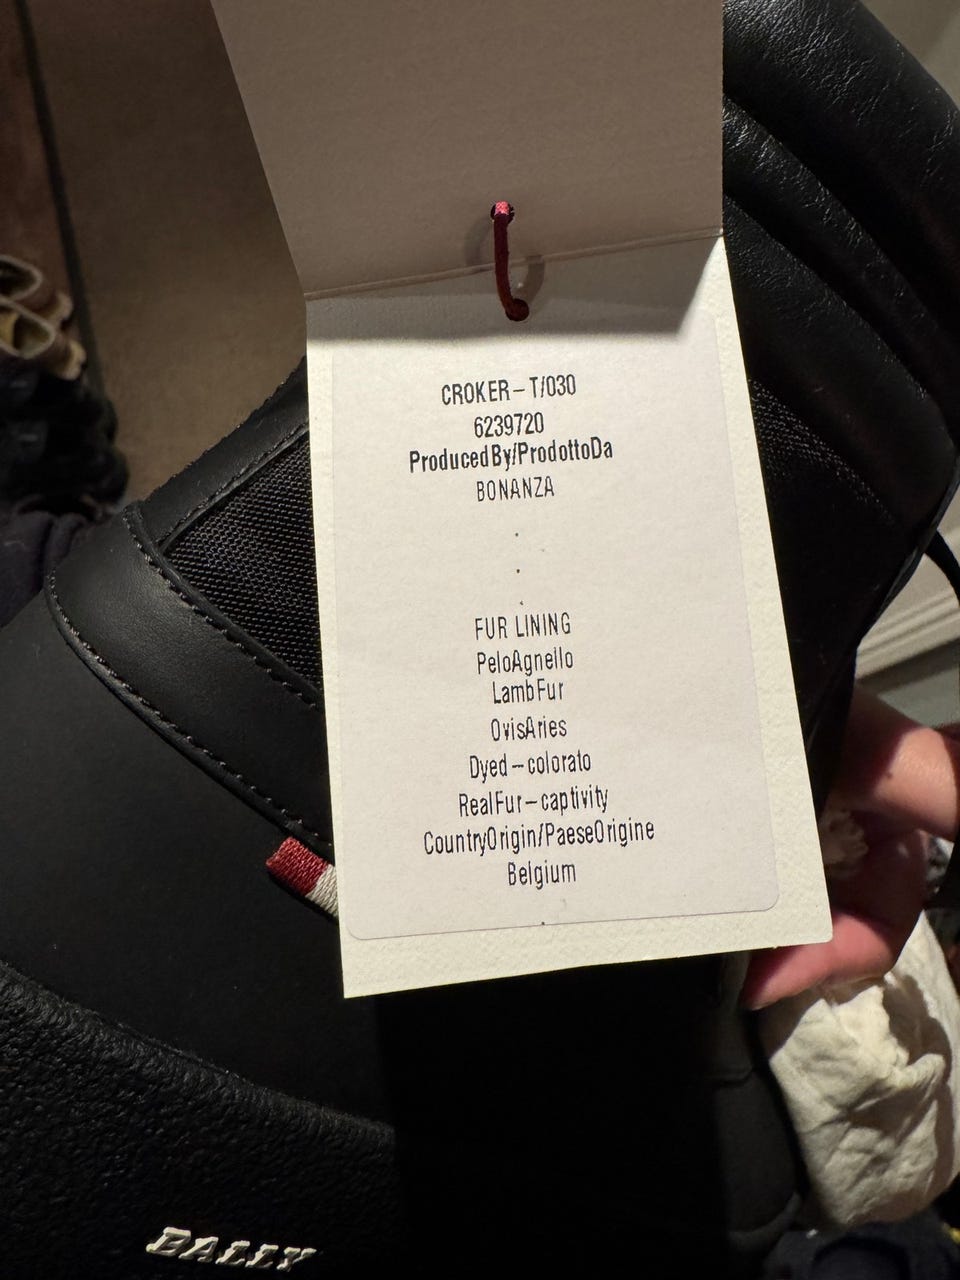 CROKER-T/030
6239720
ProducedBy/ProdottoDa
BONANZA
FUR LINING
PeloAgnello
LambFur
OvisAries
Dyed-colorato
RealFur-captivity
CountryOrigin/PaeseOrigine
Belgium
BALLY